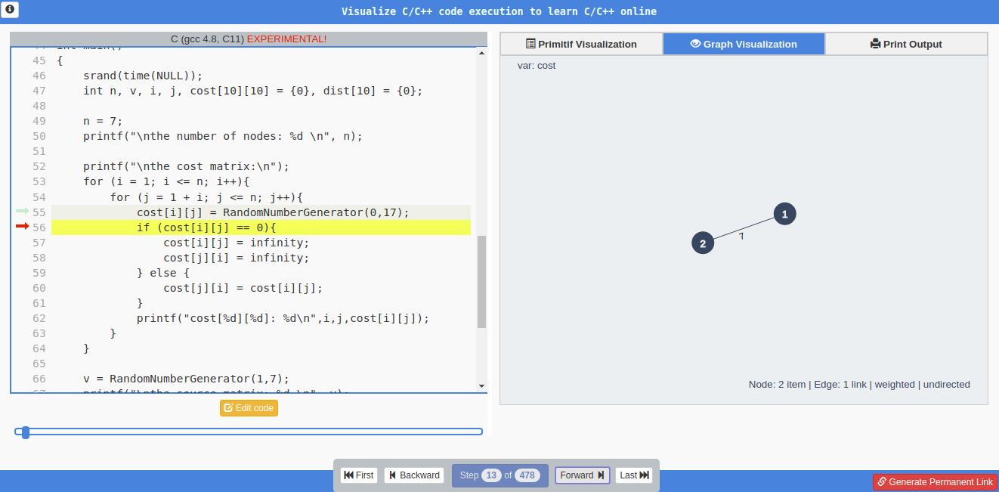 Visualize C/C++ code execution to learn C/C++ online
C (gcc 4.8, C11) EXPERIMENTAL!
44 int main()
45 {
46 srand(time(NULL));
47 int n, v, i, j, cost[10][10] = {0}, dist[10] = {0};
48
49 n = 7;
50 printf("\nthe number of nodes: %d \n", n);
51
52 printf("\nthe cost matrix:\n");
53 for (i = 1; i <= n; i++){
54 for (j = 1 + i; j <= n; j++){
55 cost[i][j] = RandomNumberGenerator(0,17);
56 if (cost[i][j] == 0){
57 cost[i][j] = infinity;
58 cost[j][i] = infinity;
59 } else {
60 cost[j][i] = cost[i][j];
61 }
62 printf("cost[%d][%d]: %d\n",i,j,cost[i][j]);
63 }
64 }
65
66 v = RandomNumberGenerator(1,7);
67 printf("\nthe source matrix: %d \n", v);
Edit code
Primitif Visualization
Graph Visualization
Print Output
var: cost
1
2
7
Node: 2 item | Edge: 1 link | weighted | undirected
First
Backward
Step 13 of 478
Forward
Last
Generate Permanent Link